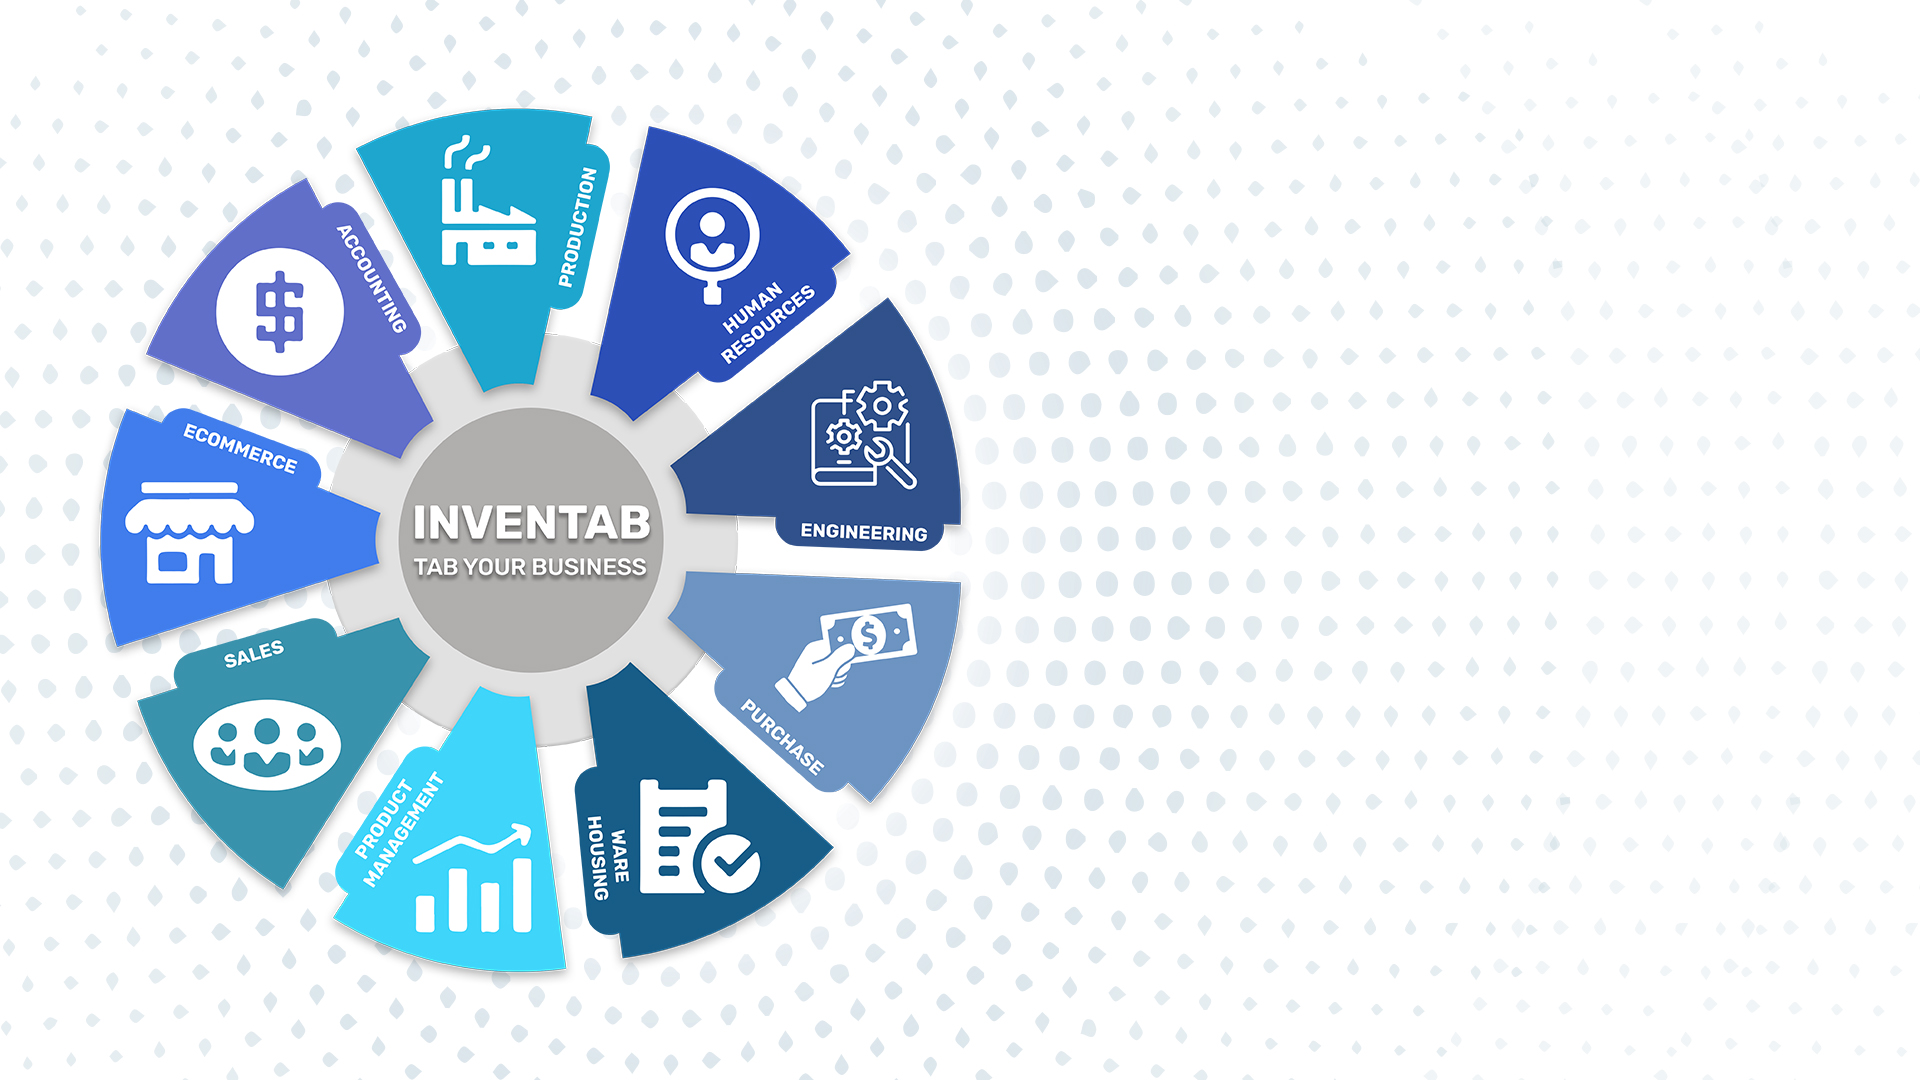 INVENTAB
TAB YOUR BUSINESS
PRODUCTION
HUMAN
RESOURCES
ENGINEERING
PURCHASE
WARE
HOUSING
PRODUCT
MANAGEMENT
SALES
ECOMMERCE
ACCOUNTING
$
$